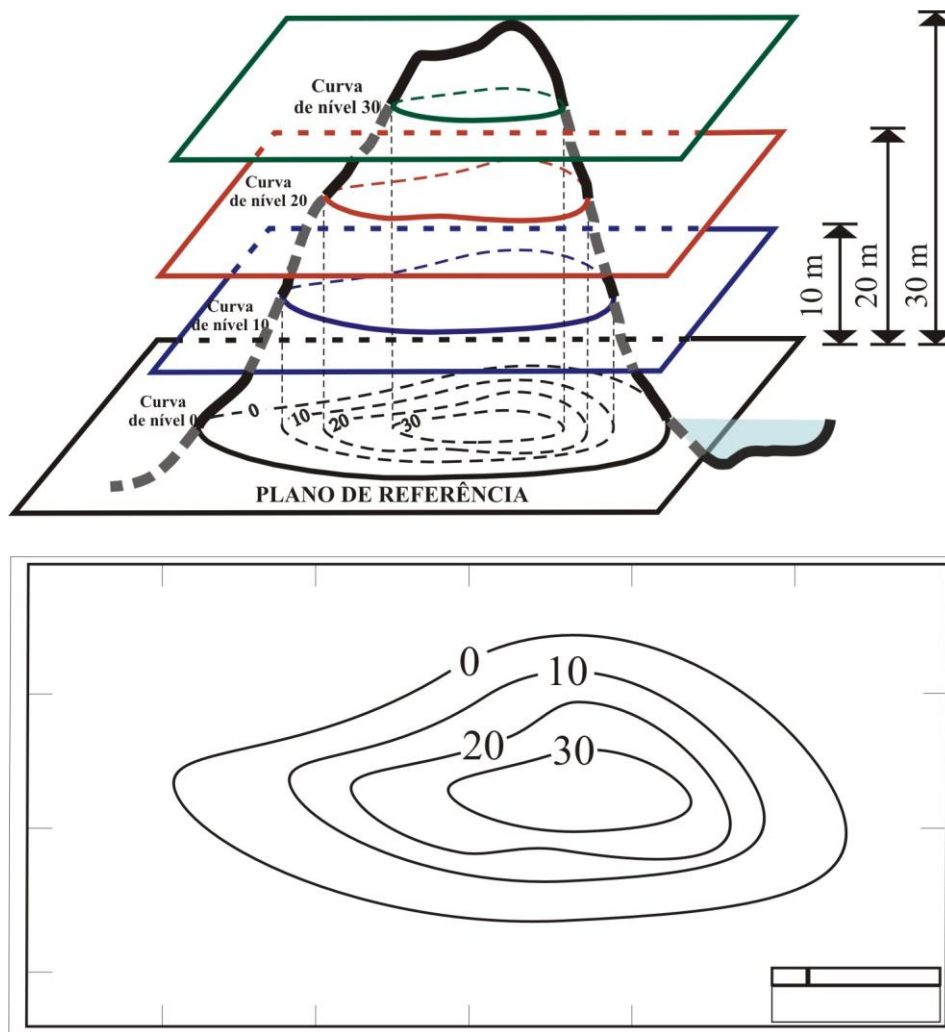 Curva
de nível 30
Curva
de nível 20
Curva
de nível 10
Curva
de nível 0
0
10
20
30
PLANO DE REFERÊNCIA
10 m
20 m
30 m
0
10
20
30